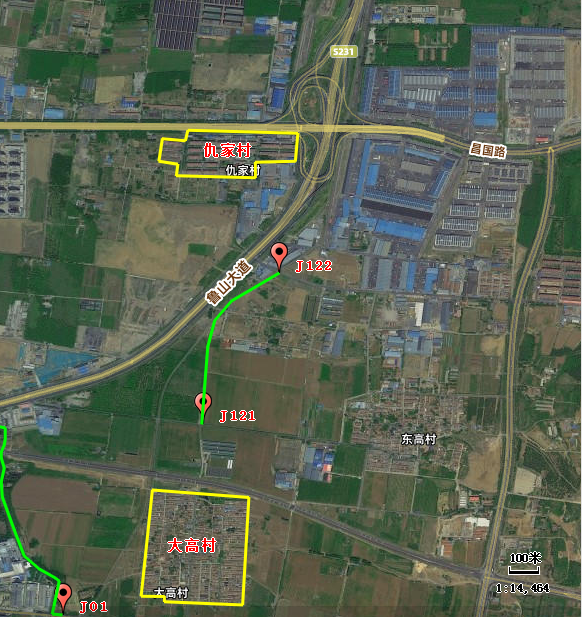 S231
仇家村
仇家村
昌国路
鲁山大道
J122
J121
东高村
大高村
大高村
J01
100米
1:14,464